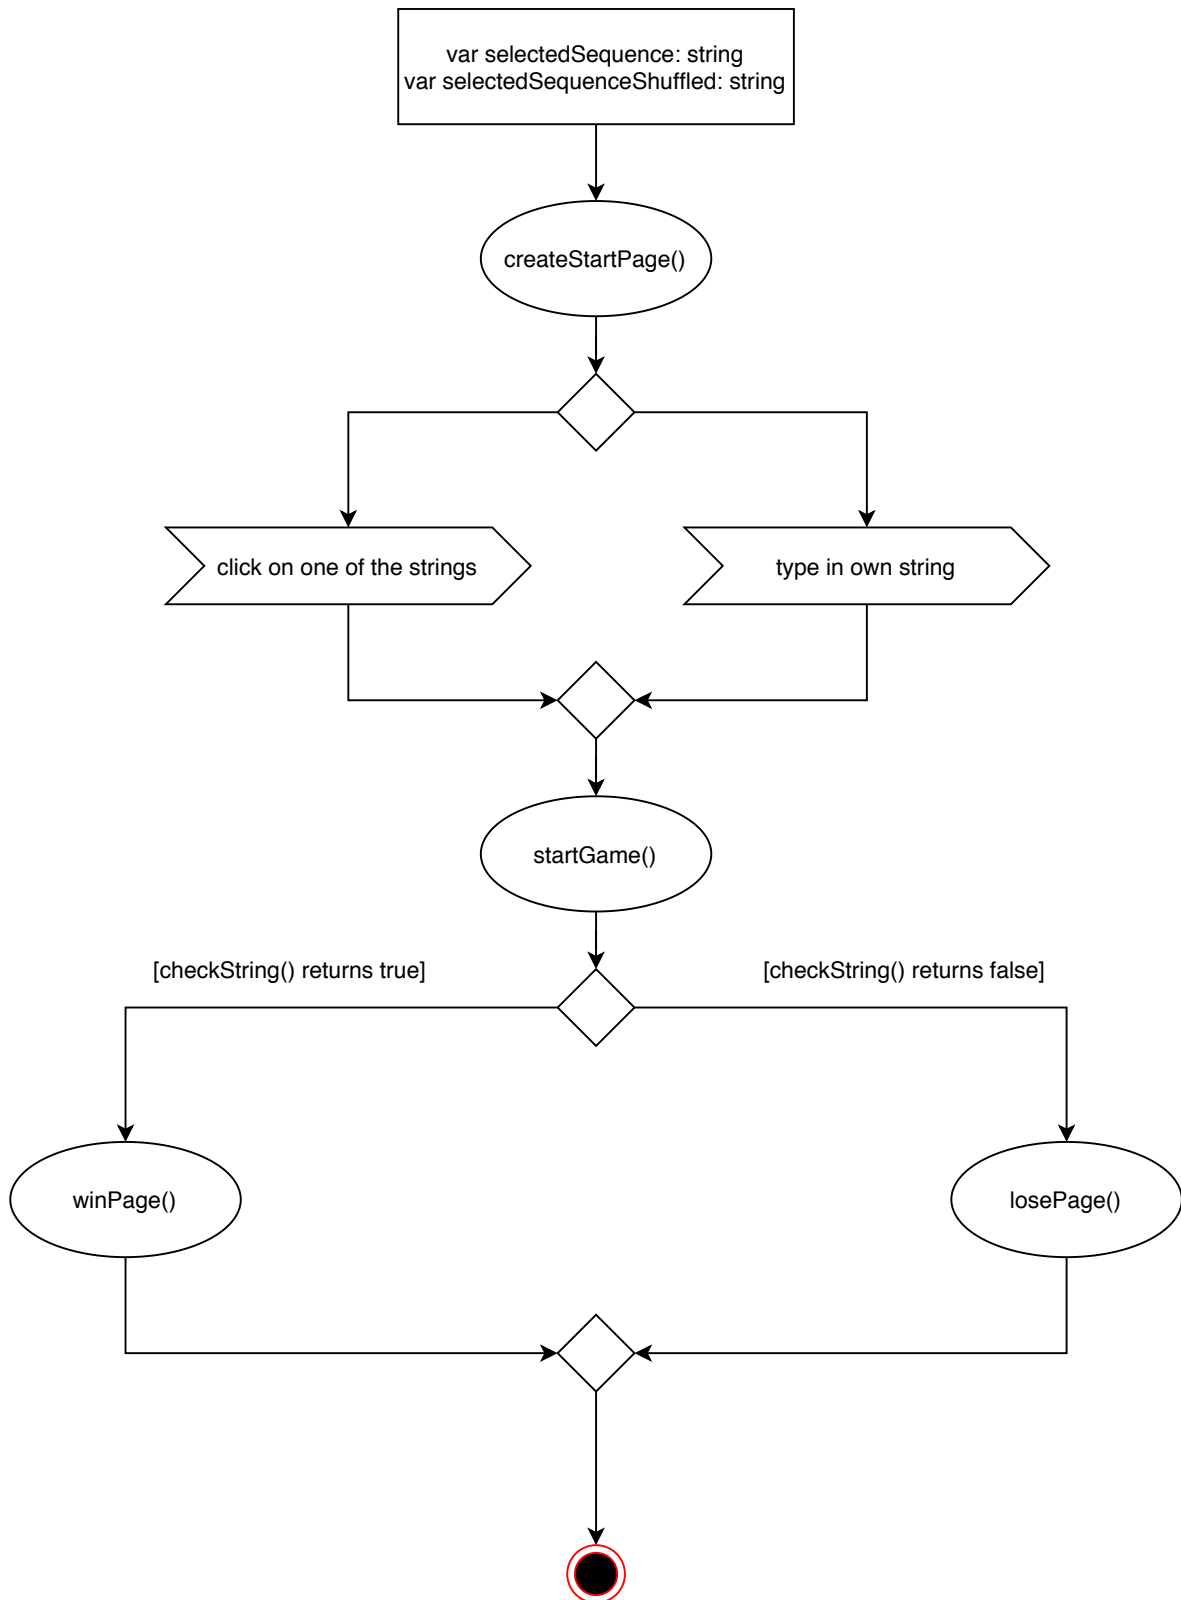 var selectedSequence: string
var selectedSequenceShuffled: string
createStartPage()
click on one of the strings
type in own string
startGame()
[checkString() returns true]
[checkString() returns false]
winPage()
losePage()